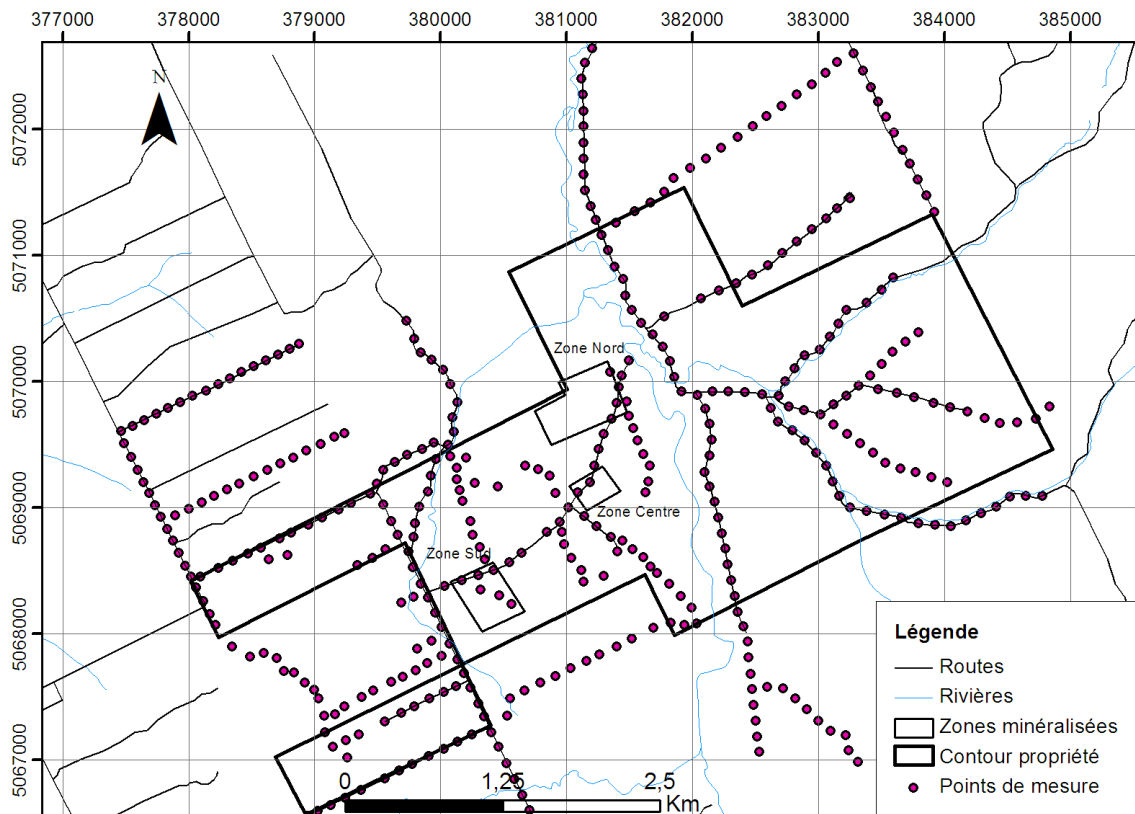 377000 378000 379000 380000 381000 382000 383000 384000 385000
5072000
5071000
5070000
5069000
5068000
5067000
N
Zone Nord
Zone Centre
Zone Sud
Légende
Routes
Rivières
Zones minéralisées
Contour propriété
Points de mesure
0 1,25 2,5
Km